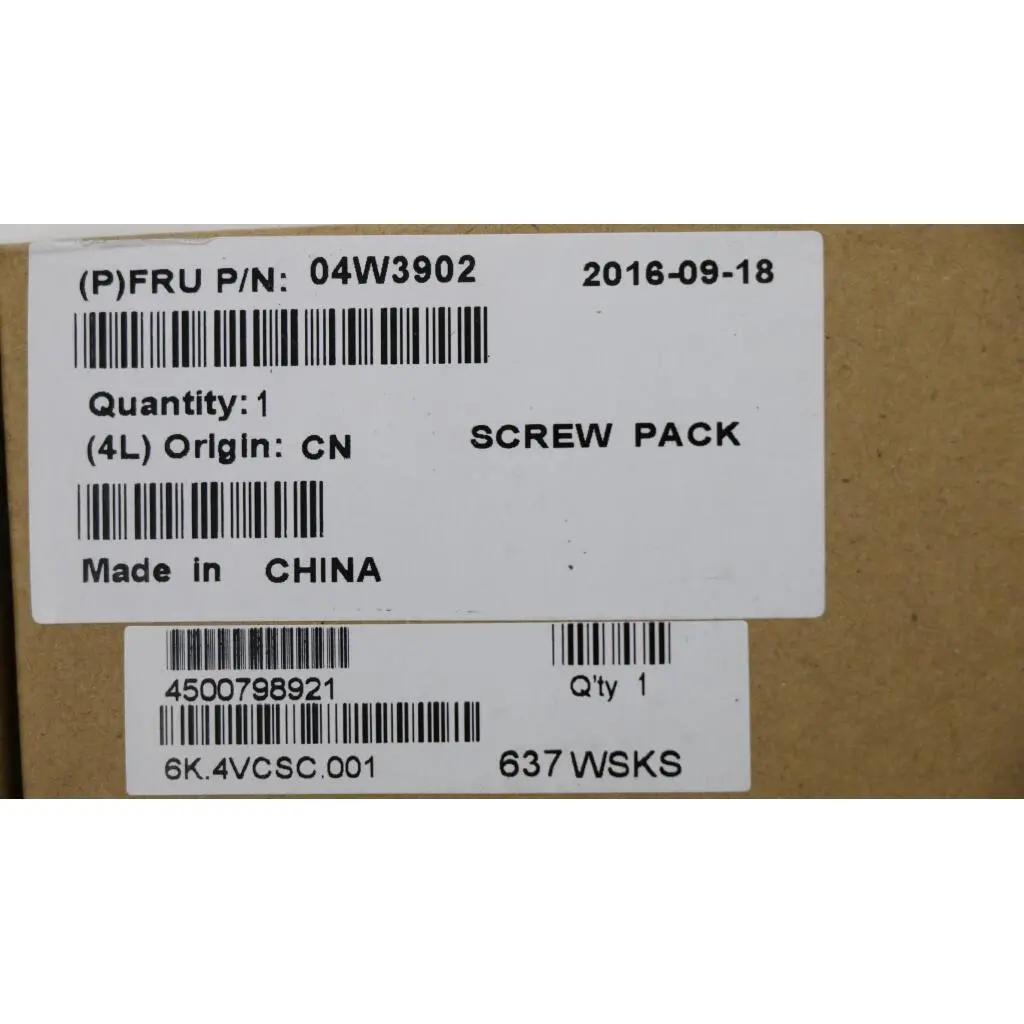 (P)FRU P/N: 04W3902 2016-09-18
Quantity: 1
(4L) Origin: CN SCREW PACK
Made in CHINA
4500798921 Q'ty 1
6K.4VCSC.001 637 WSKS